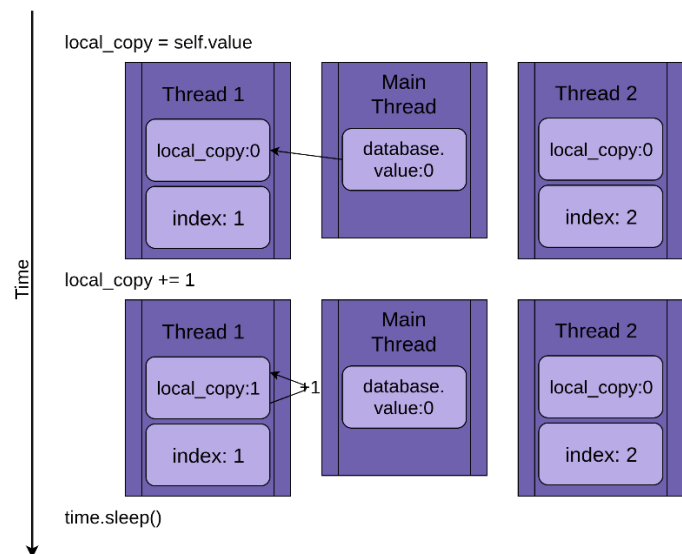 local_copy = self.value
Thread 1
local_copy:0
index: 1
Main
Thread
database.
value:0
Thread 2
local_copy:0
index: 2
Time
local_copy += 1
Thread 1
local_copy:1
+1
index: 1
Main
Thread
database.
value:0
Thread 2
local_copy:0
index: 2
time.sleep()